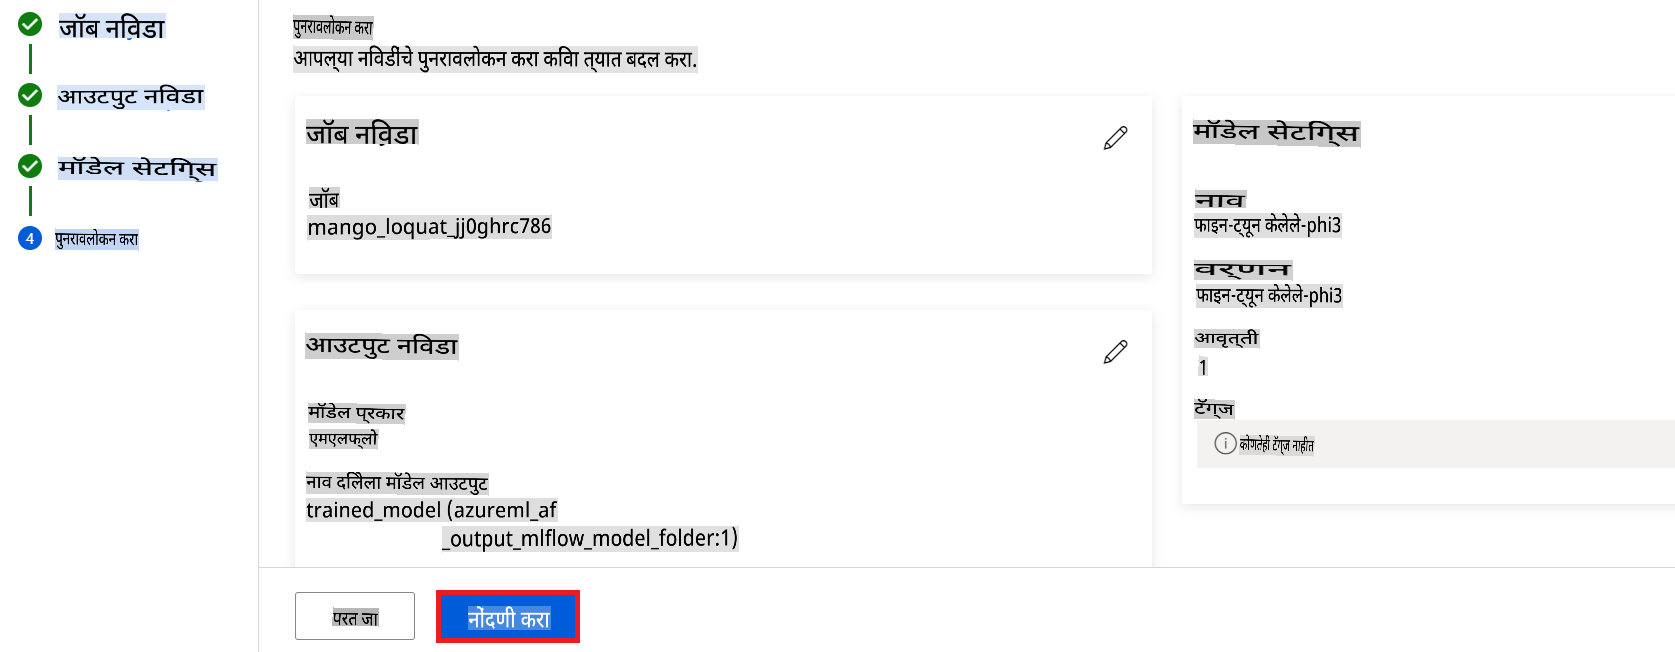 जॉब निवडा
आउटपुट निवडा
मॉडेल सेटिंग्स
4 पुनरावलोकन करा
पुनरावलोकन करा
आपल्या निवडींचे पुनरावलोकन करा किंवा त्यात बदल करा.
जॉब निवडा
जॉब
mango_loquat_jj0ghrc786
आउटपुट निवडा
मॉडेल प्रकार
एमएलफ्लो
नाव दिलेला मॉडेल आउटपुट
trained_model (azureml_af
_output_mlflow_model_folder:1)
मॉडेल सेटिंग्स
नाव
फाइन-ट्यून केलेले-phi3
वर्णन
फाइन-ट्यून केलेले-phi3
आवृत्ती
1
टॅग्ज
कोणतेही टॅग्ज नाहीत
परत जा
नोंदणी करा